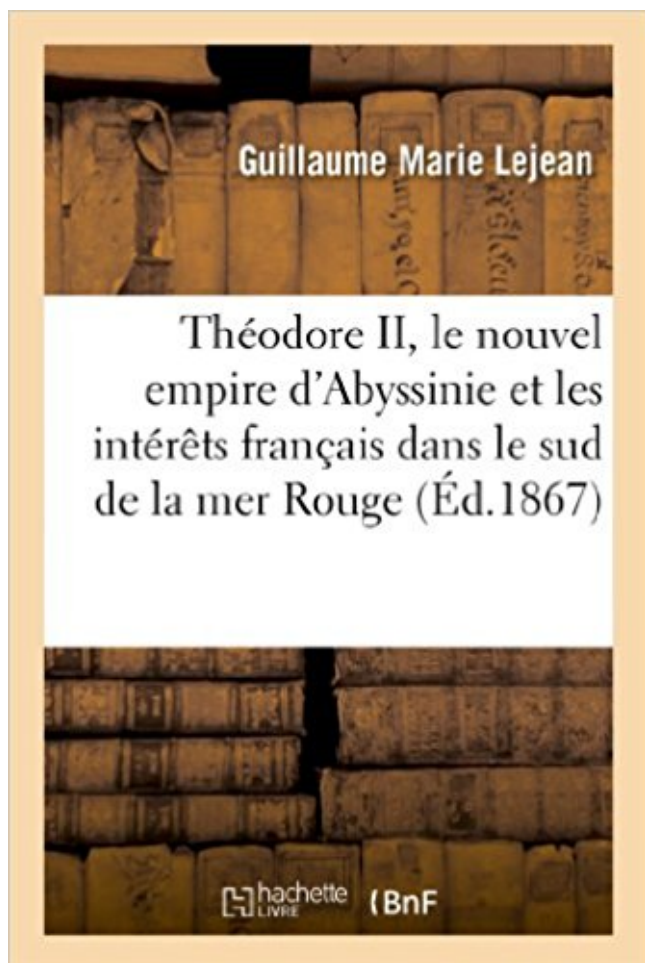 Guillaume Marie Lejean
Théodore II, le nouvel
empire d’Abyssinie et les
intérêts français dans le sud
de la mer Rouge (Éd.1867)
hachette
LIVRE
(BnF